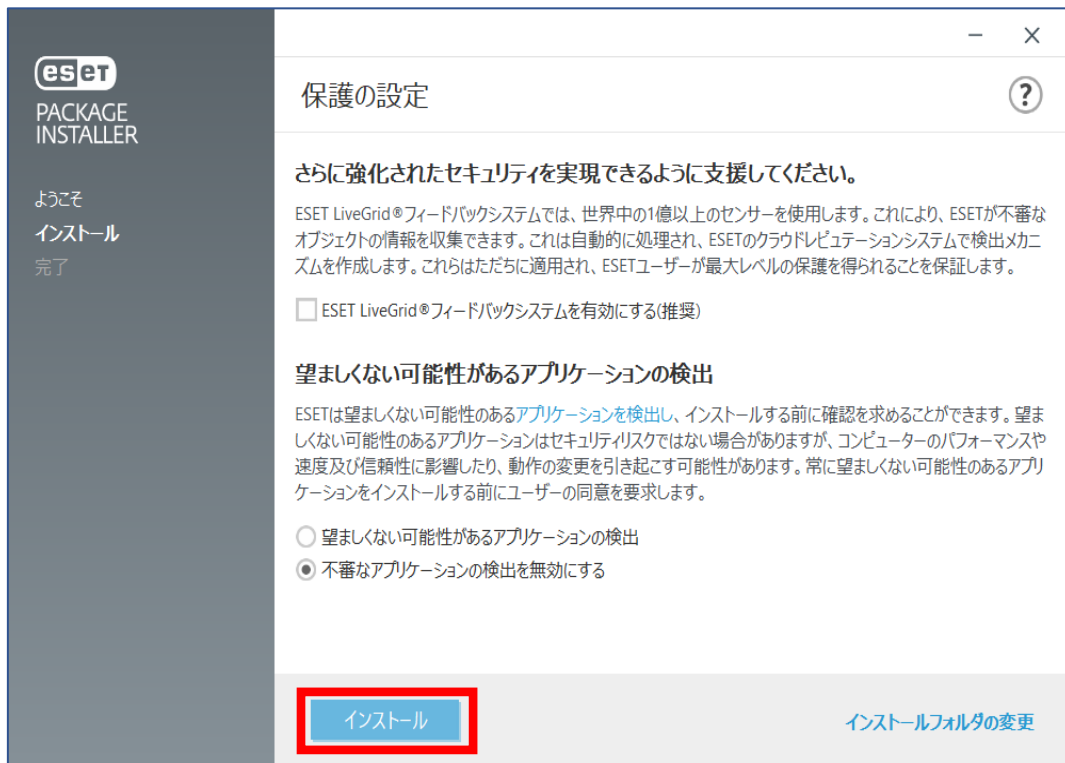 eset
PACKAGE
INSTALLER
ようこそ
インストール
完了
保護の設定
?
さらに強化されたセキュリティを実現できるように支援してください。
ESET LiveGrid®フィードバックシステムでは、世界中の1億以上のセンサーを使用します。これにより、ESETが不審な
オブジェクトの情報を収集できます。これは自動的に処理され、ESETのクラウドレピュテーションシステムで検出メカニ
ズムを作成します。これらはただちに適用され、ESETユーザーが最大レベルの保護を得られることを保証します。
ESET LiveGrid®フィードバックシステムを有効にする(推奨)
望ましくない可能性があるアプリケーションの検出
ESETは望ましくない可能性のあるアプリケーションを検出し、インストールする前に確認を求めることができます。望ま
しくない可能性のあるアプリケーションはセキュリティリスクではない場合がありますが、コンピューターのパフォーマンスや
速度及び信頼性に影響したり、動作の変更を引き起こす可能性があります。常に望ましくない可能性のあるアプリ
ケーションをインストールする前にユーザーの同意を要求します。
望ましくない可能性があるアプリケーションの検出
不審なアプリケーションの検出を無効にする
インストール
インストールフォルダの変更